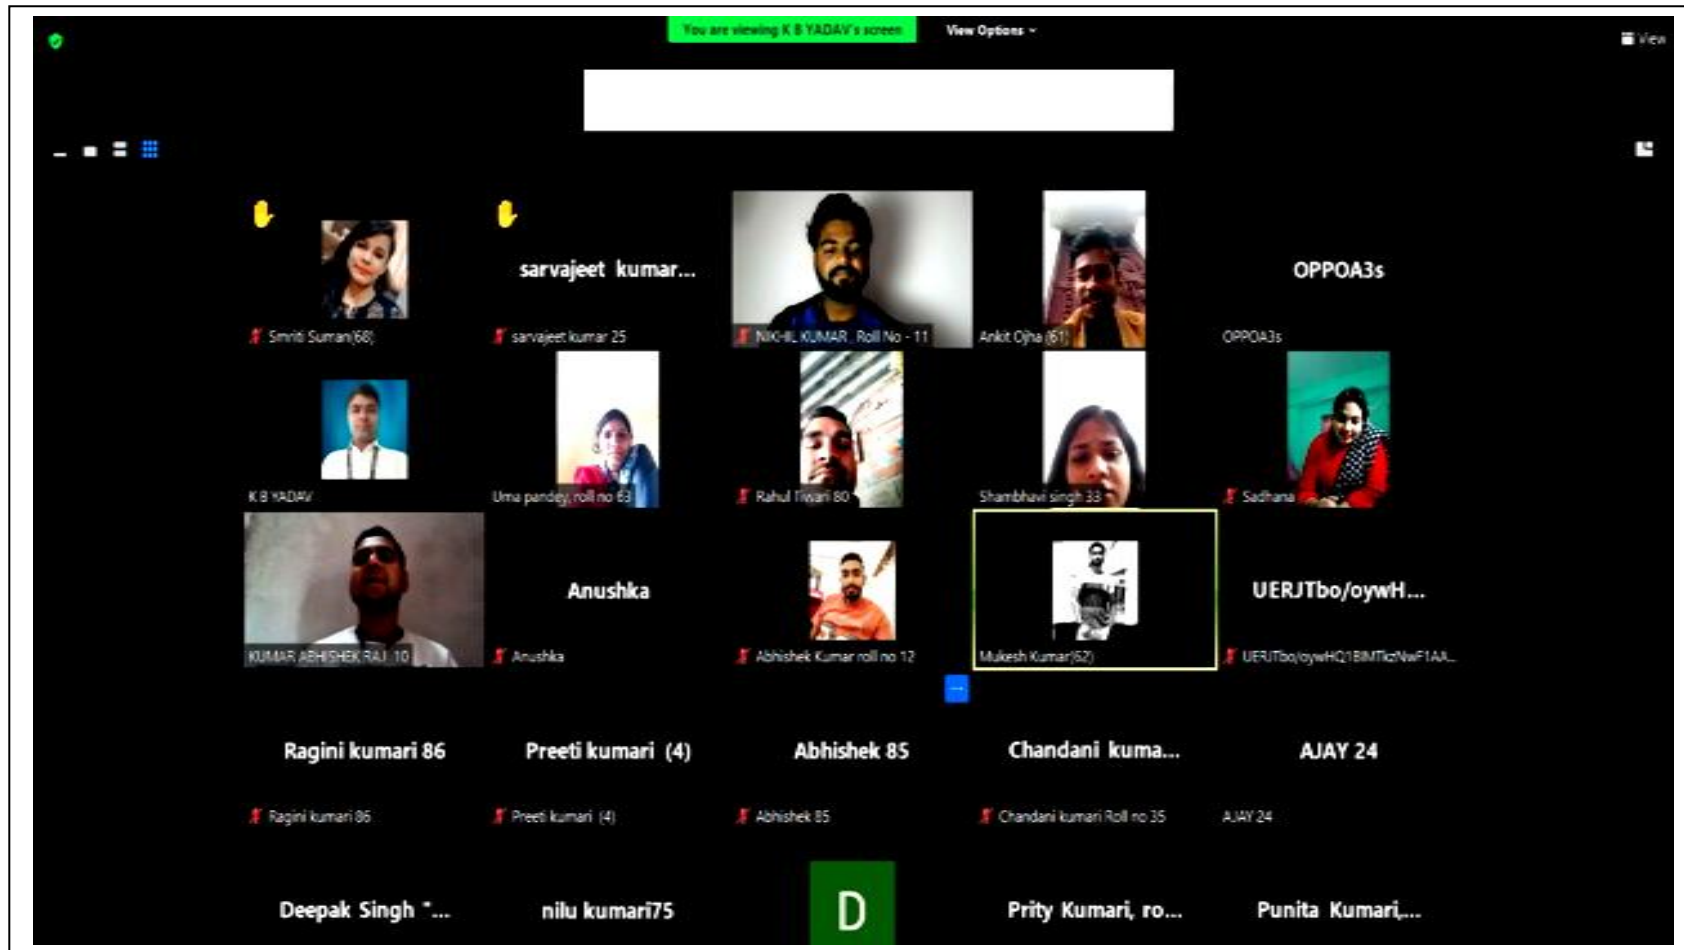 You are viewing K B YADAV's screen View Options
View
sarvajeet kumar...
OPPOA3s
Smriti Suman(68)
sarvajeet kumar 25
NIKHIL KUMAR , Roll No - 11
Ankit Ojha (61)
OPPOA3s
K B YADAV
Uma pandey, roll no 63
Rahul Tiwari 80
Shambhavi singh 33
Sadhana
Anushka
UERJTbo/oywH...
KUMAR ABHISHEK RAJ 10
Anushka
Abhishek Kumar roll no 12
Mukesh Kumar(62)
Ragini kumari 86
Preeti kumari (4)
Abhishek 85
Chandani kuma...
AJAY 24
Ragini kumari 86
Preeti kumari (4)
Abhishek 85
Chandani kumari Roll no 35
AJAY 24
Deepak Singh "...
nilu kumari75
D
Prity Kumari, ro...
Punita Kumari,...